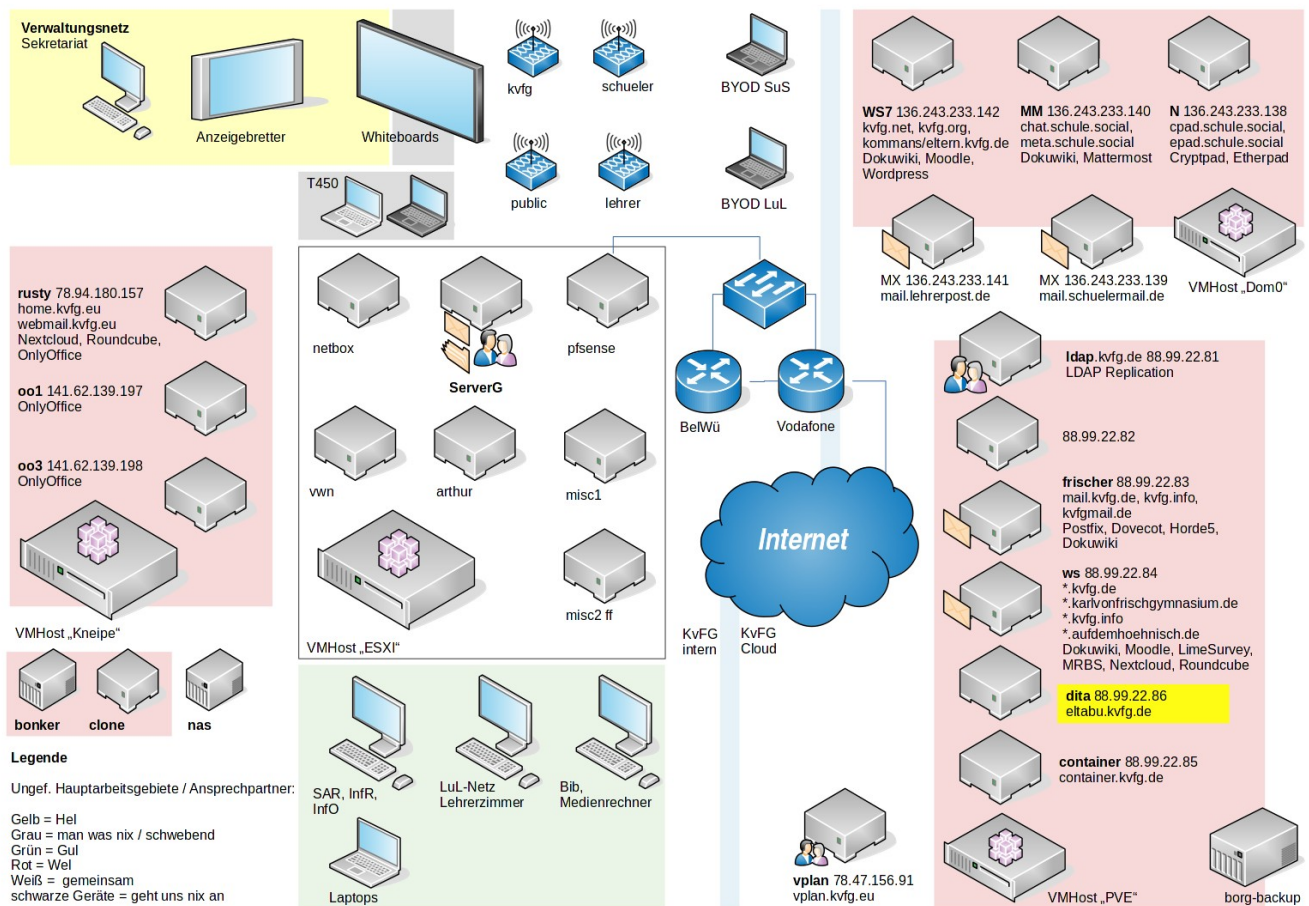 Verwaltungsnetz
Sekretariat
Anzeigebretter
Whiteboards
kvfg
schueler
public
lehrer
BYOD SuS
BYOD LuL
T450
WS7 136.243.233.142
kvfg.net, kvfg.org,
kommans/eltern.kvfg.de
Dokuwiki, Moodle,
Wordpress
MM 136.243.233.140
chat.schule.social,
meta.schule.social
Dokuwiki, Mattermost
N 136.243.233.138
cpad.schule.social,
epad.schule.social
Cryptpad, Etherpad
MX 136.243.233.141
mail.lehrerpost.de
MX 136.243.233.139
mail.schuelermail.de
VMHost „Dom0“
rusty 78.94.180.157
home.kvfg.eu
webmail.kvfg.eu
Nextcloud, Roundcube,
OnlyOffice
oo1 141.62.139.197
OnlyOffice
oo3 141.62.139.198
OnlyOffice
VMHost „Kneipe“
netbox
ServerG
pfsense
vwn
arthur
misc1
misc2 ff
VMHost „ESXI“
BelWü
Vodafone
Internet
KvFG
intern
KvFG
Cloud
ldap.kvfg.de 88.99.22.81
LDAP Replication
88.99.22.82
frischer 88.99.22.83
mail.kvfg.de, kvfg.info,
kvfgmail.de
Postfix, Dovecot, Horde5,
Dokuwiki
ws 88.99.22.84
*.kvfg.de
*.karlvonfrischgymnasium.de
*.kvfg.info
*.aufdemhoehnisch.de
Dokuwiki, Moodle, LimeSurvey,
MRBS, Nextcloud, Roundcube
dita 88.99.22.86
eltabu.kvfg.de
container 88.99.22.85
container.kvfg.de
VMHost „PVE“
borg-backup
vplan 78.47.156.91
vplan.kvfg.eu
bonker
clone
nas
SAR, InfR,
InfO
LuL-Netz
Lehrerzimmer
Bib,
Medienrechner
Laptops
Legende
Ungef. Hauptarbeitsgebiete / Ansprechpartner:
Gelb = Hel
Grau = man was nix / schwebend
Grün = Gul
Rot = Wel
Weiß = gemeinsam
schwarze Geräte = geht uns nix an